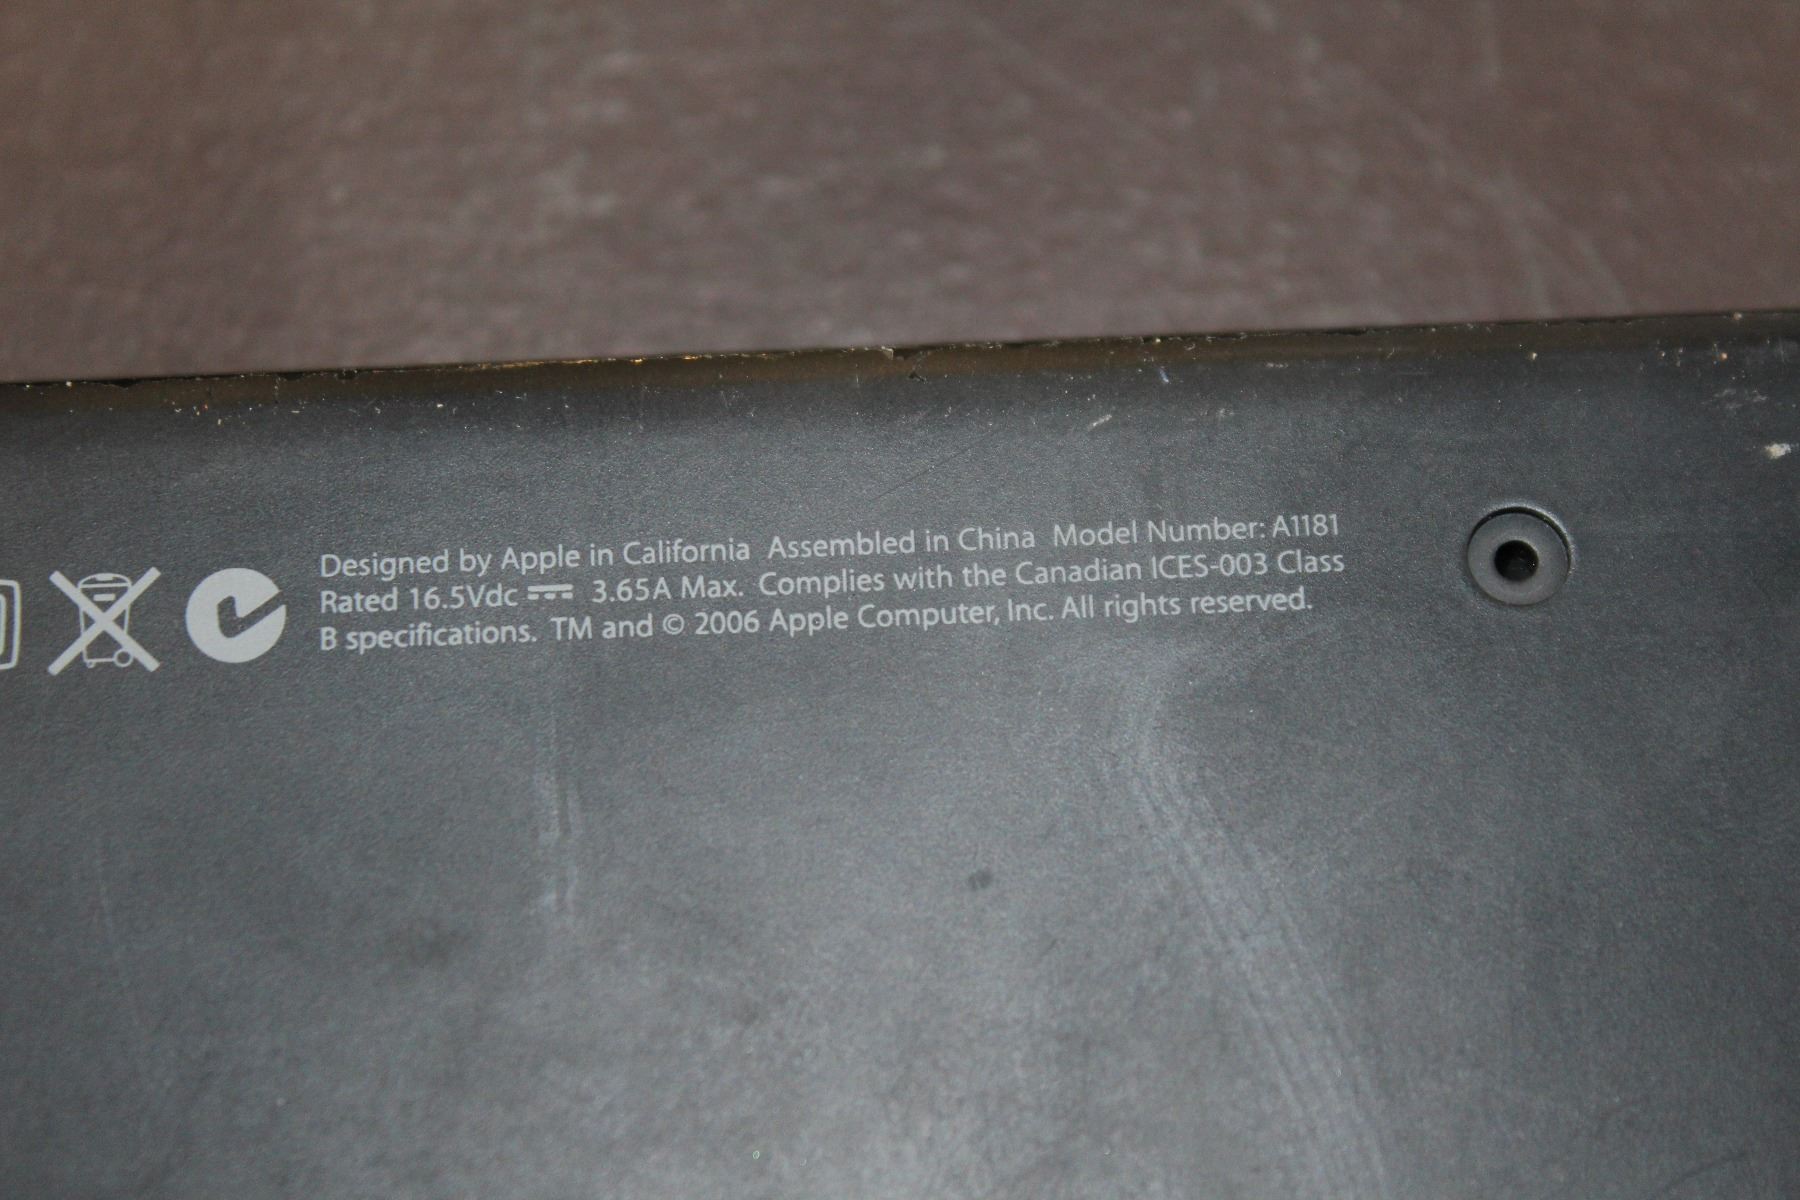 Designed by Apple in California Assembled in China Model Number: A1181
Rated 16.5Vdc ⎓ 3.65A Max. Complies with the Canadian ICES-003 Class
B specifications. TM and © 2006 Apple Computer, Inc. All rights reserved.